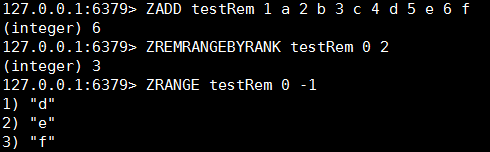 127.0.0.1:6379> ZADD testRem 1 a 2 b 3 c 4 d 5 e 6 f
(integer) 6
127.0.0.1:6379> ZREMRANGEBYRANK testRem 0 2
(integer) 3
127.0.0.1:6379> ZRANGE testRem 0 -1
1) "d"
2) "e"
3) "f"